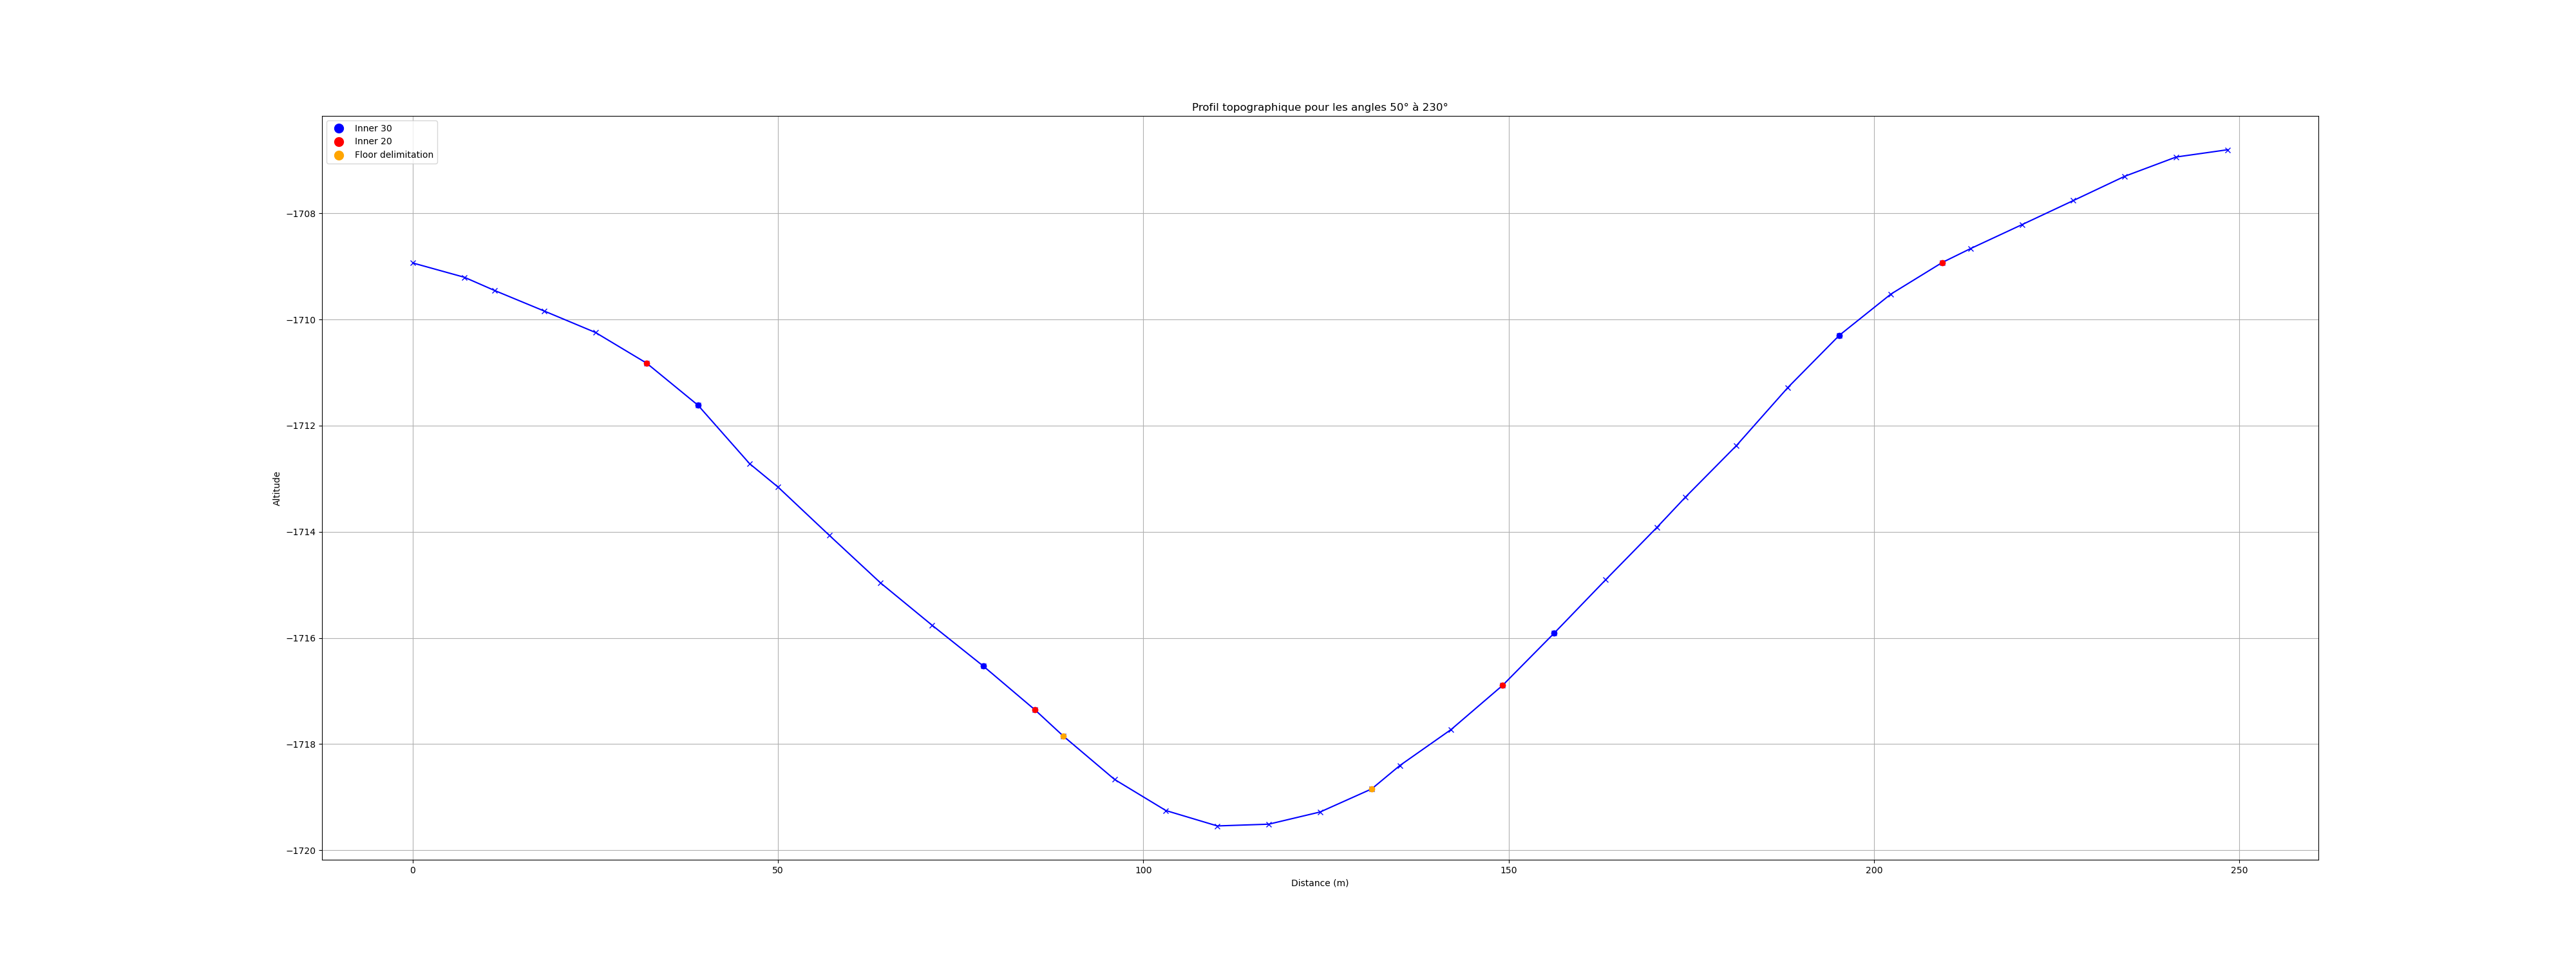 Profil topographique pour les angles 50° à 230°
Inner 30
Inner 20
Floor delimitation
−1708
−1710
−1712
−1714
−1716
−1718
−1720
Altitude
0 50 100 150 200 250
Distance (m)